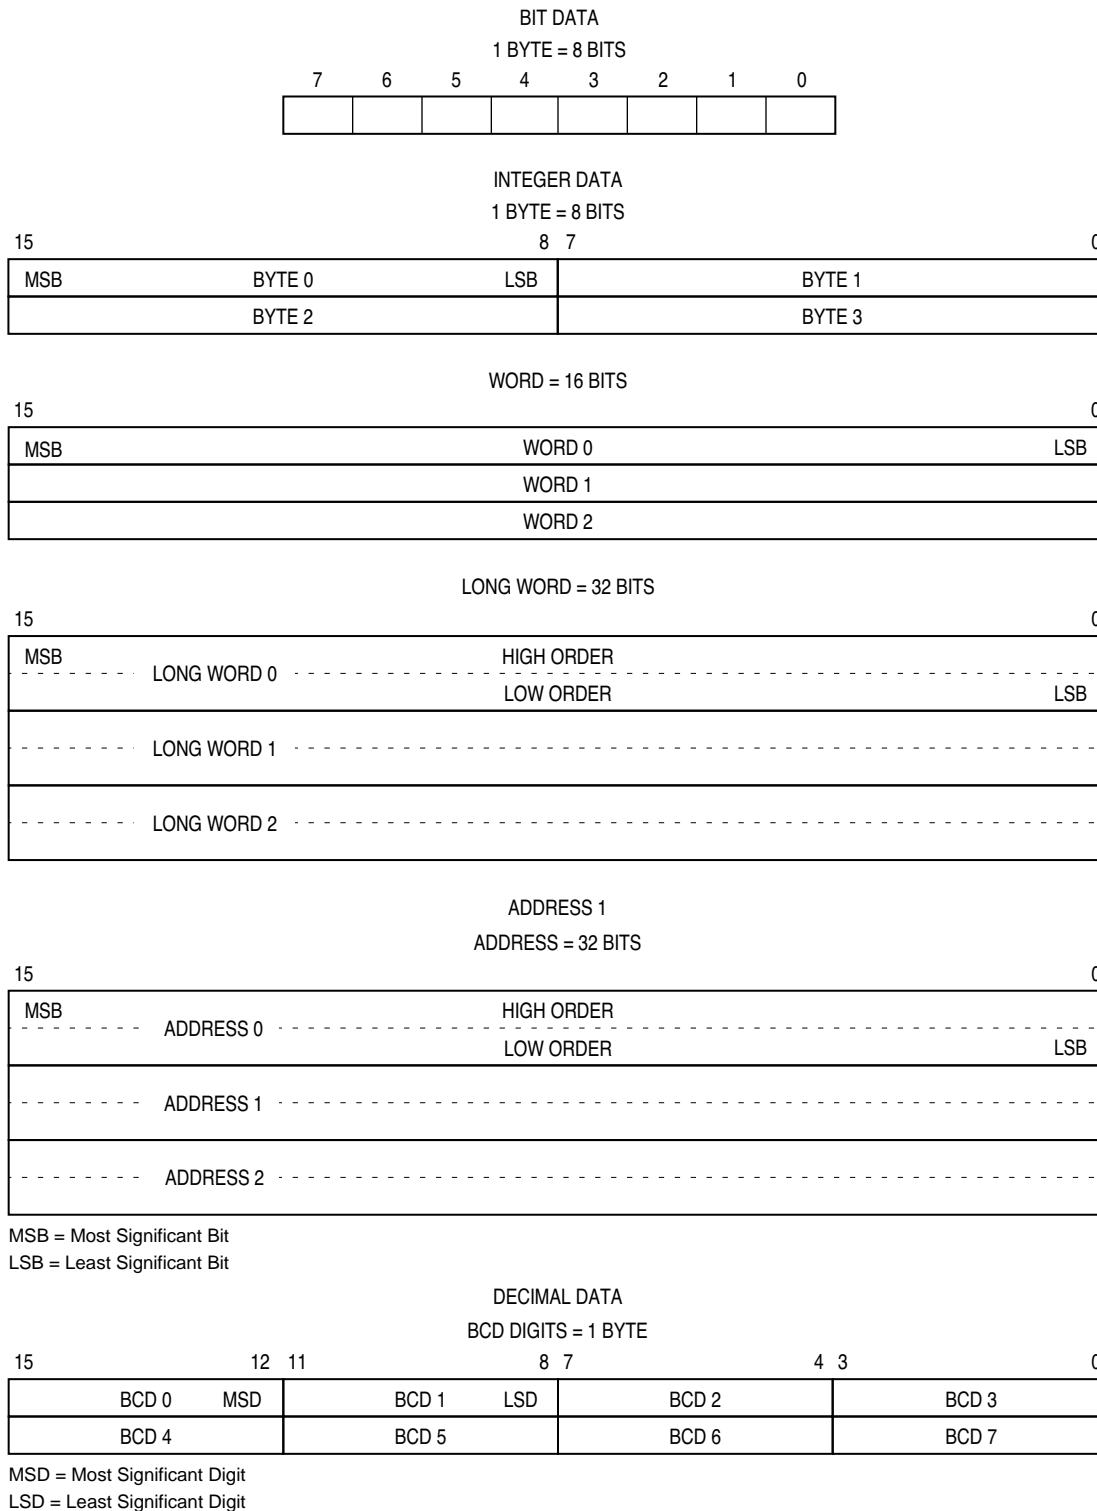 BIT DATA
1 BYTE = 8 BITS
7 6 5 4 3 2 1 0
INTEGER DATA
1 BYTE = 8 BITS
15 8 7 0
MSB BYTE 0 LSB BYTE 1
BYTE 2 BYTE 3
WORD = 16 BITS
15 0
MSB WORD 0 LSB
WORD 1
WORD 2
LONG WORD = 32 BITS
15 0
MSB HIGH ORDER
LONG WORD 0
LOW ORDER LSB
LONG WORD 1
LONG WORD 2
ADDRESS 1
ADDRESS = 32 BITS
15 0
MSB HIGH ORDER
ADDRESS 0
LOW ORDER LSB
ADDRESS 1
ADDRESS 2
MSB = Most Significant Bit
LSB = Least Significant Bit
DECIMAL DATA
BCD DIGITS = 1 BYTE
15 12 11 8 7 4 3 0
BCD 0 MSD BCD 1 LSD BCD 2 BCD 3
BCD 4 BCD 5 BCD 6 BCD 7
MSD = Most Significant Digit
LSD = Least Significant Digit